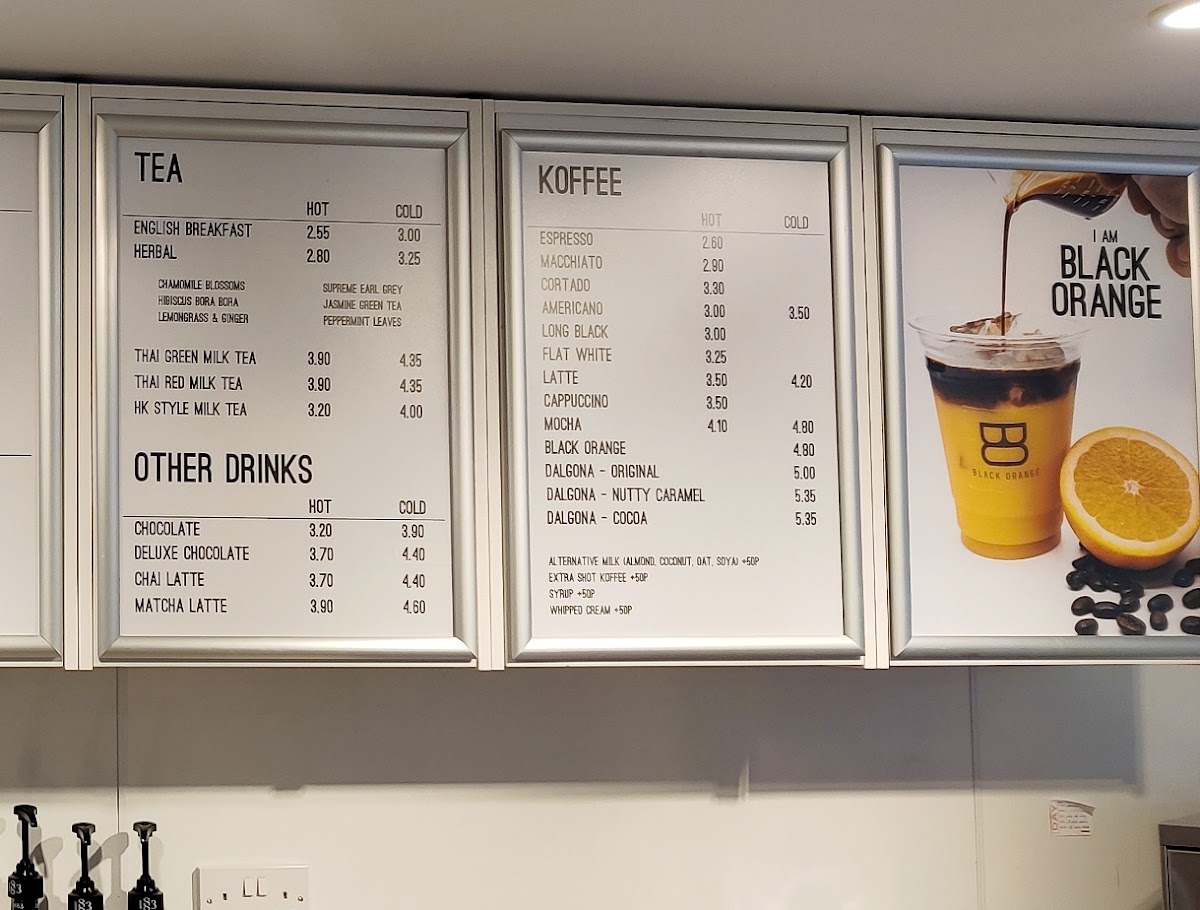 TEA
HOT COLD
ENGLISH BREAKFAST 2.55 3.00
HERBAL 2.80 3.25
CHAMOMILE BLOSSOMS SUPREME EARL GREY
HIBISCUS BORA BORA JASMINE GREEN TEA
LEMONGRASS & GINGER PEPPERMINT LEAVES
THAI GREEN MILK TEA 3.90 4.35
THAI RED MILK TEA 3.90 4.35
HK STYLE MILK TEA 3.20 4.00
OTHER DRINKS
HOT COLD
CHOCOLATE 3.20 3.90
DELUXE CHOCOLATE 3.70 4.40
CHAI LATTE 3.70 4.40
MATCHA LATTE 3.90 4.60
KOFFEE
HOT COLD
ESPRESSO 2.60
MACCHIATO 2.90
CORTADO 3.30
AMERICANO 3.00 3.50
LONG BLACK 3.00
FLAT WHITE 3.25
LATTE 3.50 4.20
CAPPUCCINO 3.50
MOCHA 4.10 4.80
BLACK ORANGE 4.80
DALGONA - ORIGINAL 5.00
DALGONA - NUTTY CARAMEL 5.35
DALGONA - COCOA 5.35
ALTERNATIVE MILK (ALMOND, COCONUT, OAT, SOYA) +50P
EXTRA SHOT KOFFEE +50P
SYRUP +50P
WHIPPED CREAM +50P
I AM
BLACK
ORANGE
BLACK ORANGE